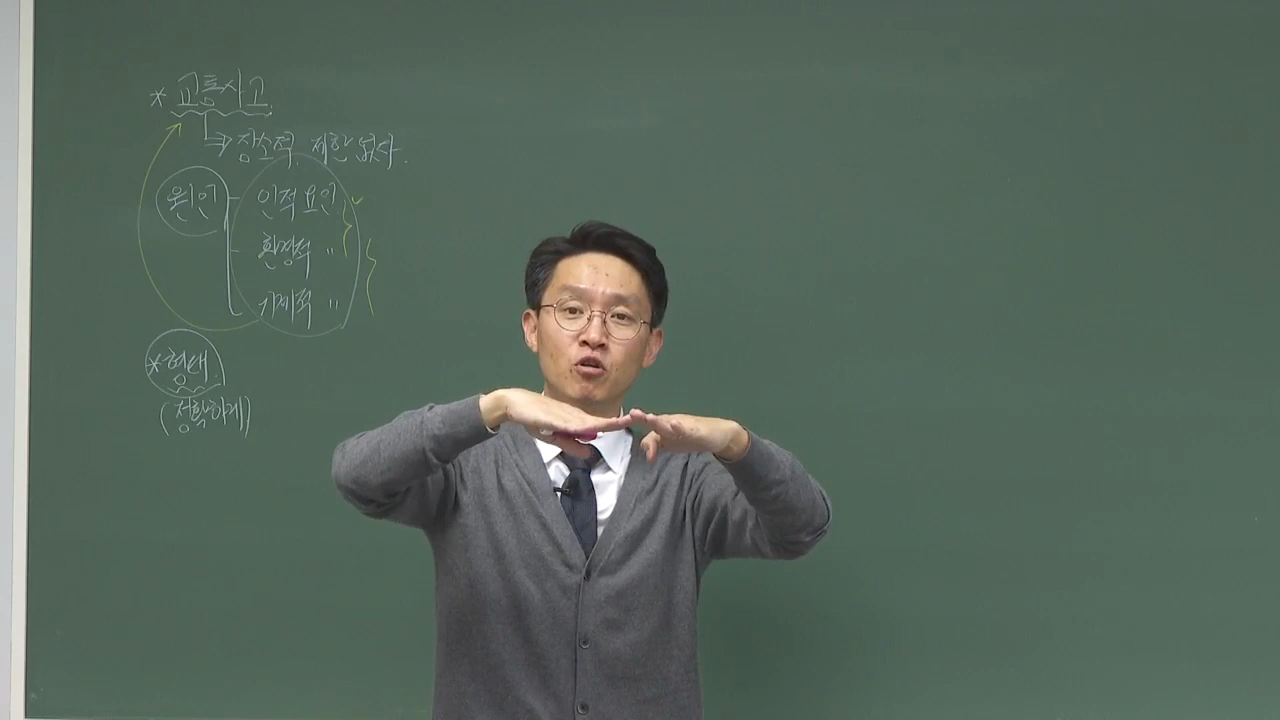 * 교통사고.
⇒ 장소적 제한 없다.
원인 인적 요인
환경적 "
기계적 "
* 형태.
(정확하게)